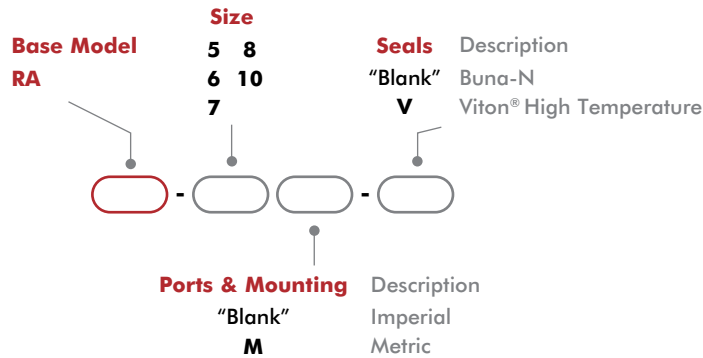 Size
Base Model 5 8 Seals Description
RA 6 10 “Blank” Buna-N
7 V Viton® High Temperature
- -
Ports & Mounting Description
“Blank” Imperial
M Metric